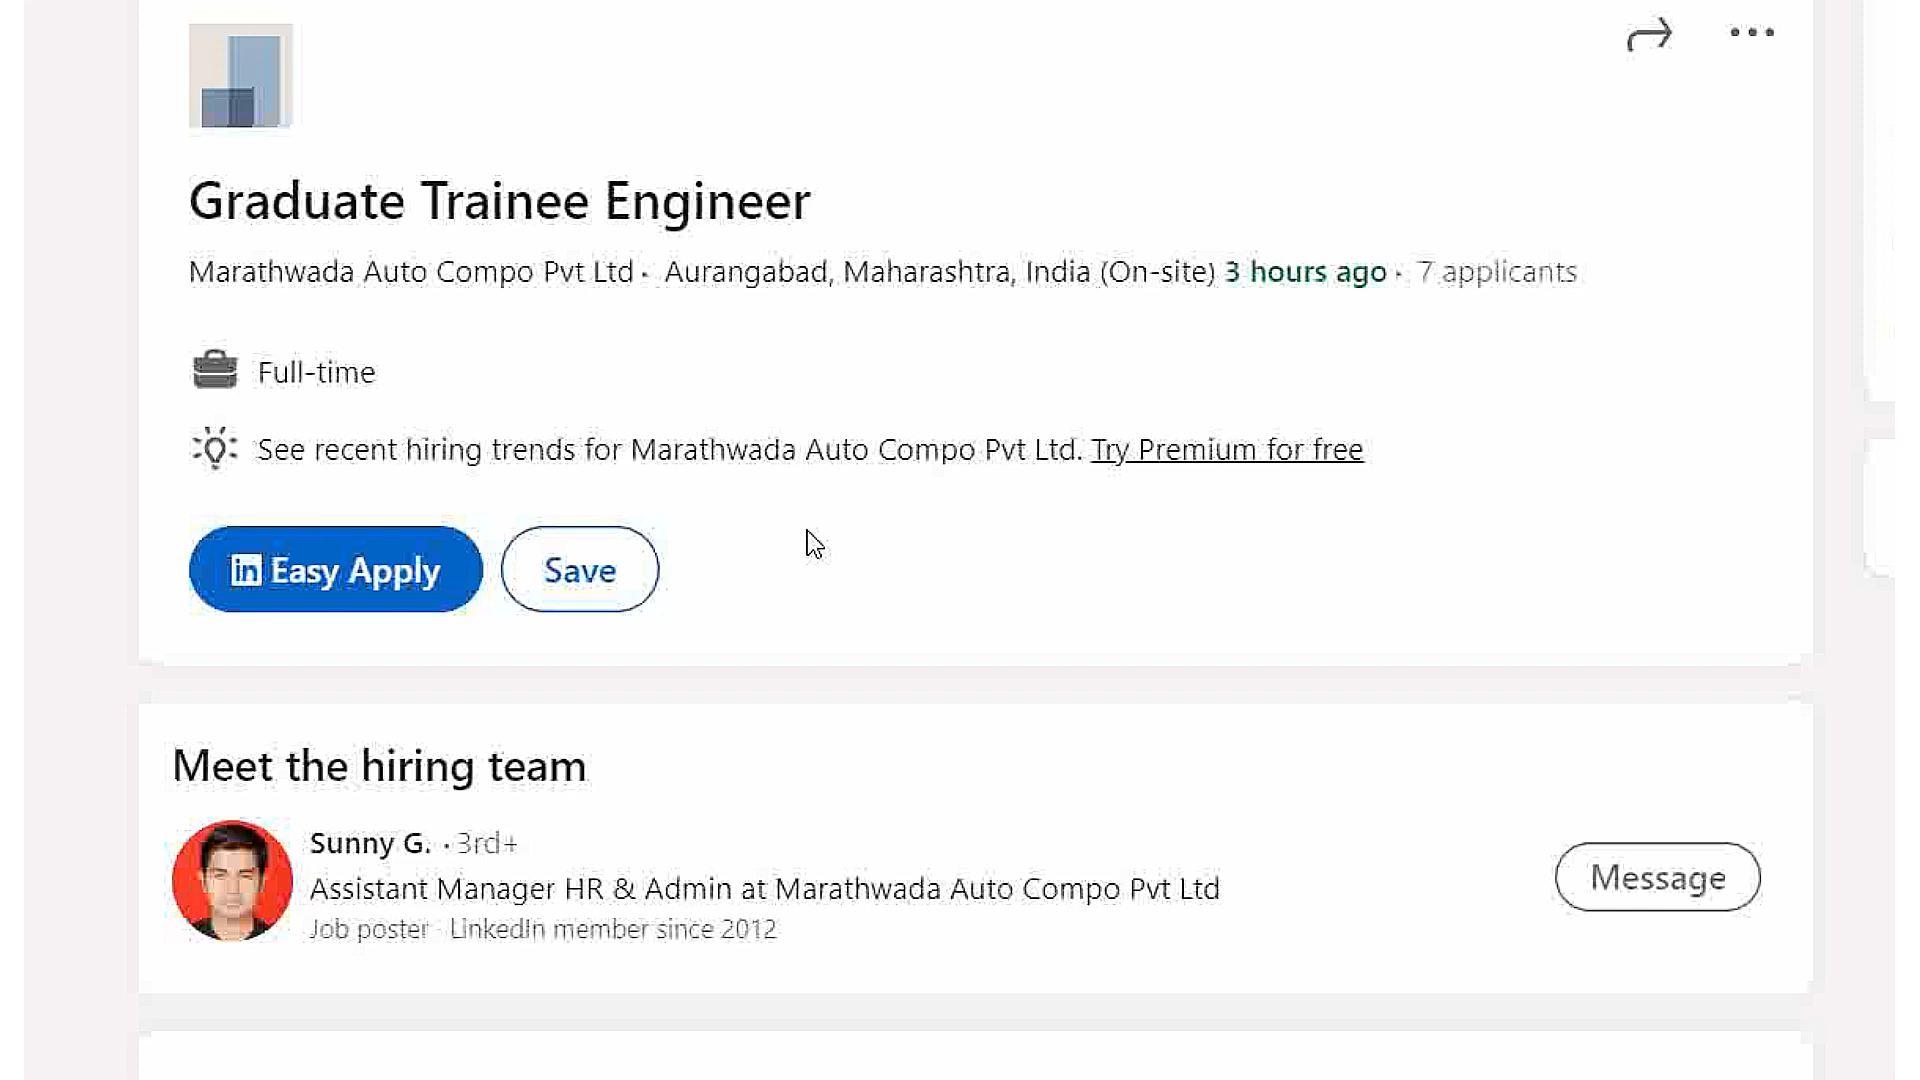 Graduate Trainee Engineer
Marathwada Auto Compo Pvt Ltd · Aurangabad, Maharashtra, India (On-site) 3 hours ago · 7 applicants
Full-time
See recent hiring trends for Marathwada Auto Compo Pvt Ltd. Try Premium for free
in Easy Apply
Save
Meet the hiring team
Sunny G. · 3rd+
Assistant Manager HR & Admin at Marathwada Auto Compo Pvt Ltd
Job poster · LinkedIn member since 2012
Message